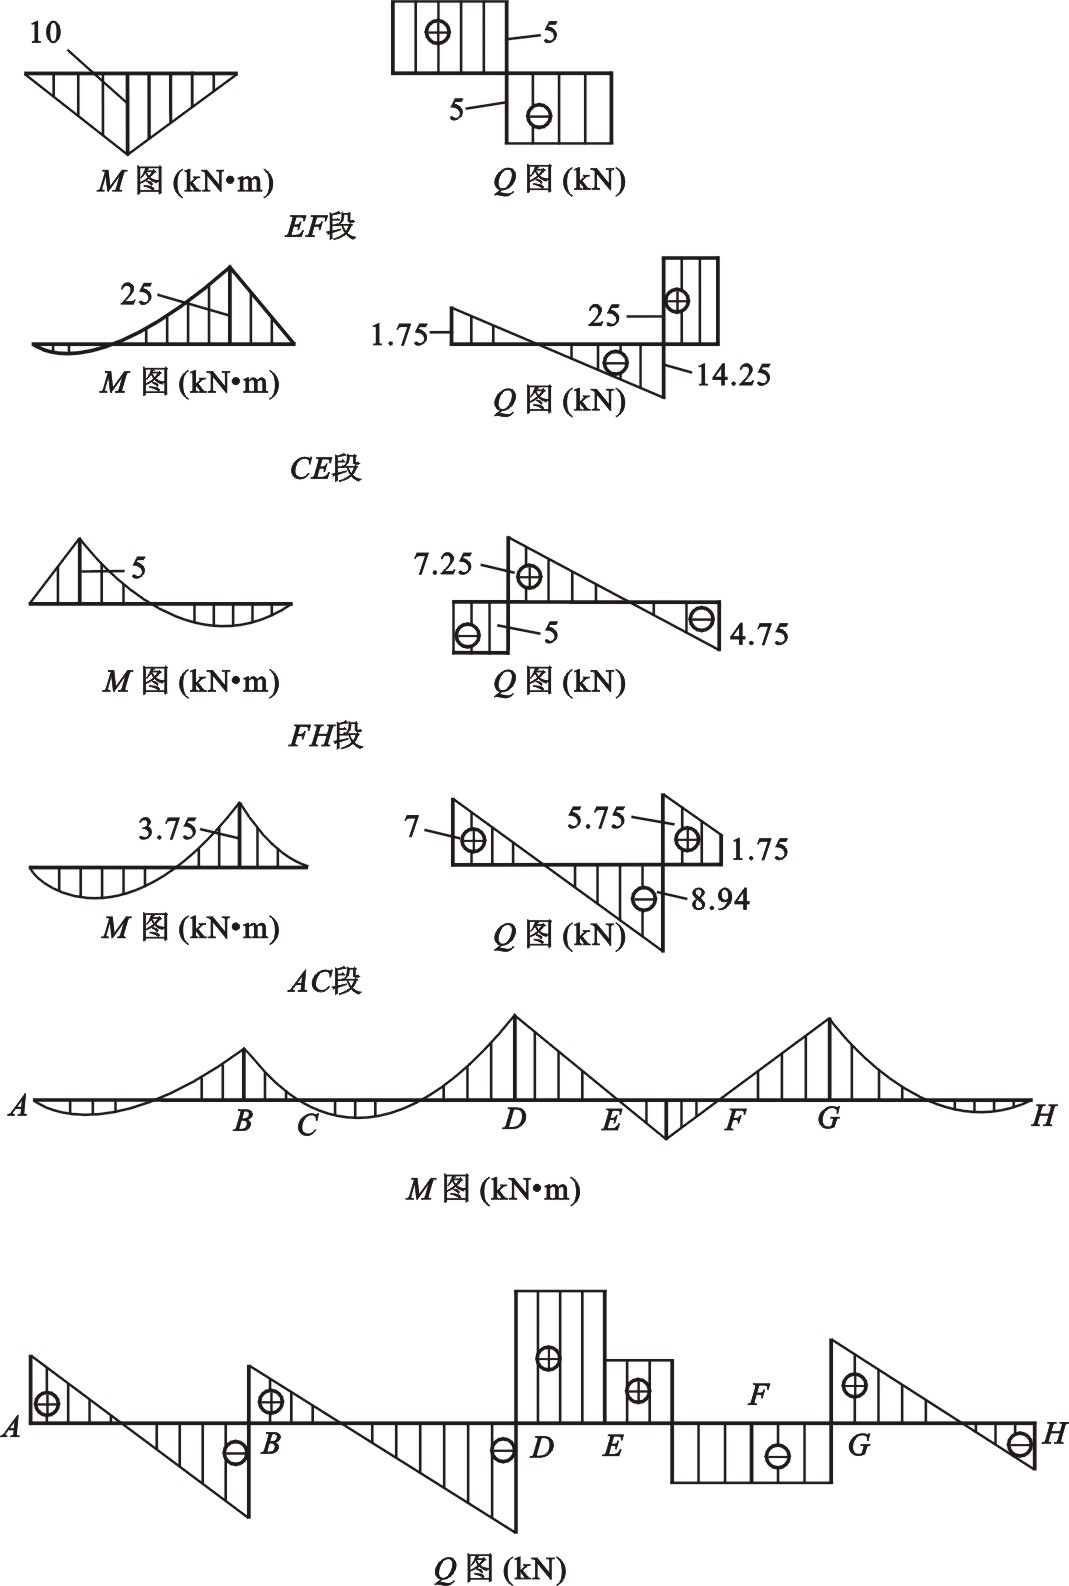 10
5
5
M 图 (kN•m)
Q 图 (kN)
EF段
25
1.75
25
14.25
M 图 (kN•m)
Q 图 (kN)
CE段
5
7.25
5
4.75
M 图 (kN•m)
Q 图 (kN)
FH段
3.75
7
5.75
1.75
8.94
M 图 (kN•m)
Q 图 (kN)
AC段
A B C D E F G H
M 图 (kN•m)
A B D E F G H
Q 图 (kN)